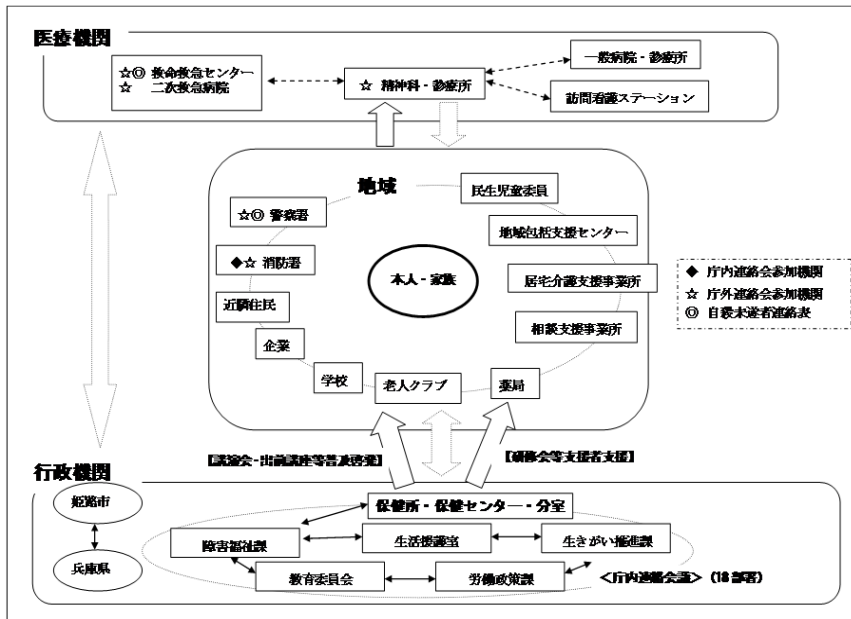 医療機関
☆◎ 救命救急センター
☆ 二次救急病院
☆ 精神科・診療所
一般病院・診療所
訪問看護ステーション
地域
民生児童委員
☆◎ 警察署
地域包括支援センター
◆☆ 消防署
本人・家族
居宅介護支援事業所
近隣住民
相談支援事業所
企業
学校
老人クラブ
薬局
◆ 庁内連絡会参加機関
☆ 庁外連絡会参加機関
◎ 自殺未遂者連絡表
【講演会・出前講座等普及啓発】
【研修会等支援者支援】
行政機関
姫路市
兵庫県
保健所・保健センター・分室
障害福祉課
生活援護室
生きがい推進課
教育委員会
労働政策課
＜庁内連絡会議＞（18部署）